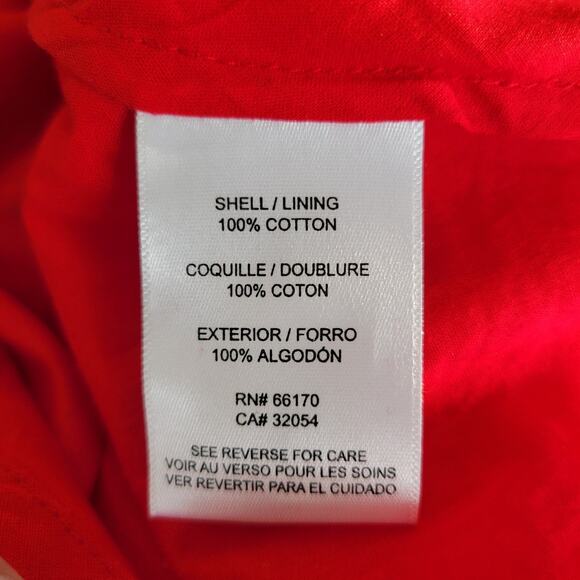 SHELL / LINING
100% COTTON
COQUILLE / DOUBLURE
100% COTON
EXTERIOR / FORRO
100% ALGODÓN
RN# 66170
CA# 32054
SEE REVERSE FOR CARE
VOIR AU VERSO POUR LES SOINS
VER REVERTIR PARA EL CUIDADO